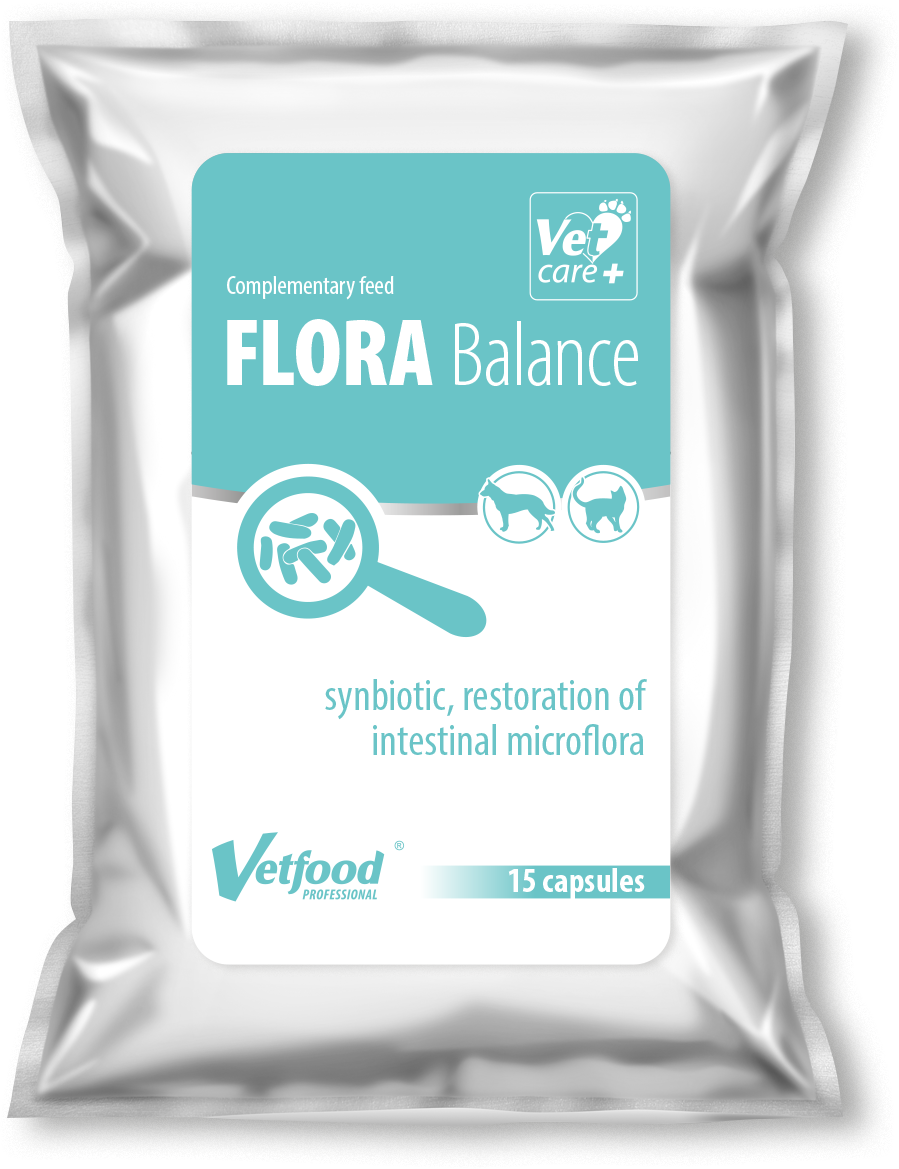 Vet
care +
Complementary feed
FLORA Balance
synbiotic, restoration of
intestinal microflora
Vetfood ®
PROFESSIONAL
15 capsules